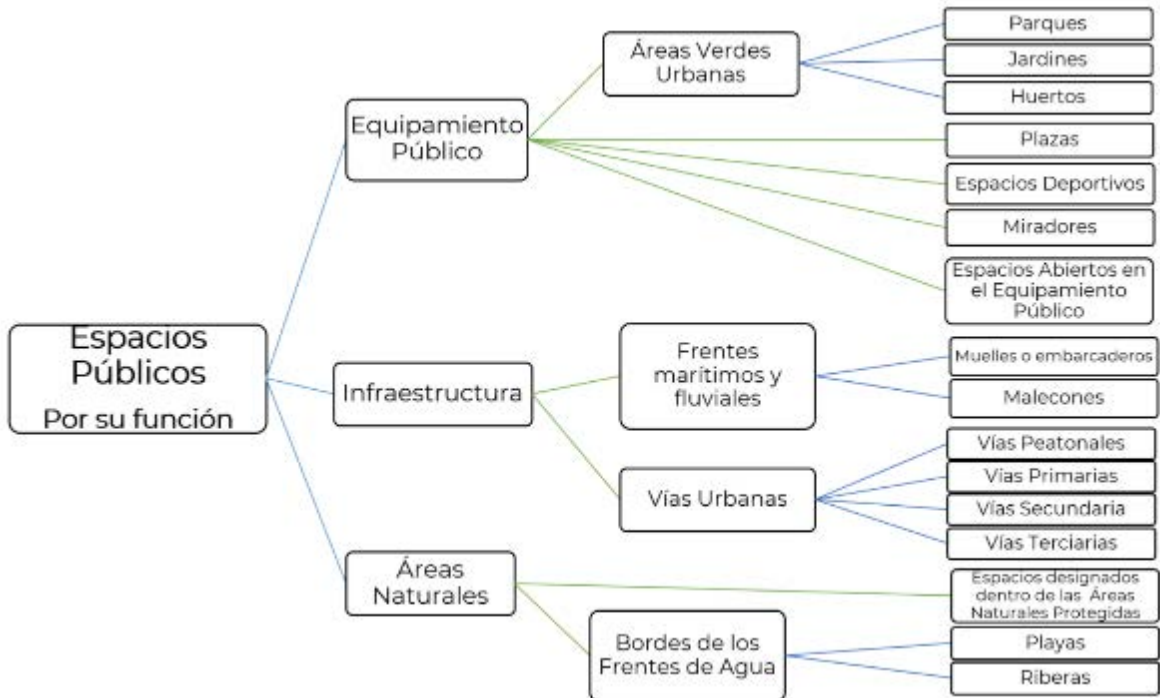 Espacios
Públicos
Por su función
Equipamiento
Público
Áreas Verdes
Urbanas
Parques
Jardines
Huertos
Plazas
Espacios Deportivos
Miradores
Espacios Abiertos en
el Equipamiento
Público
Infraestructura
Frentes
marítimos y
fluviales
Muelles o embarcaderos
Malecones
Vías Urbanas
Vías Peatonales
Vías Primarias
Vías Secundaria
Vías Terciarias
Áreas
Naturales
Espacios designados
dentro de las Áreas
Naturales Protegidas
Bordes de los
Frentes de Agua
Playas
Riberas